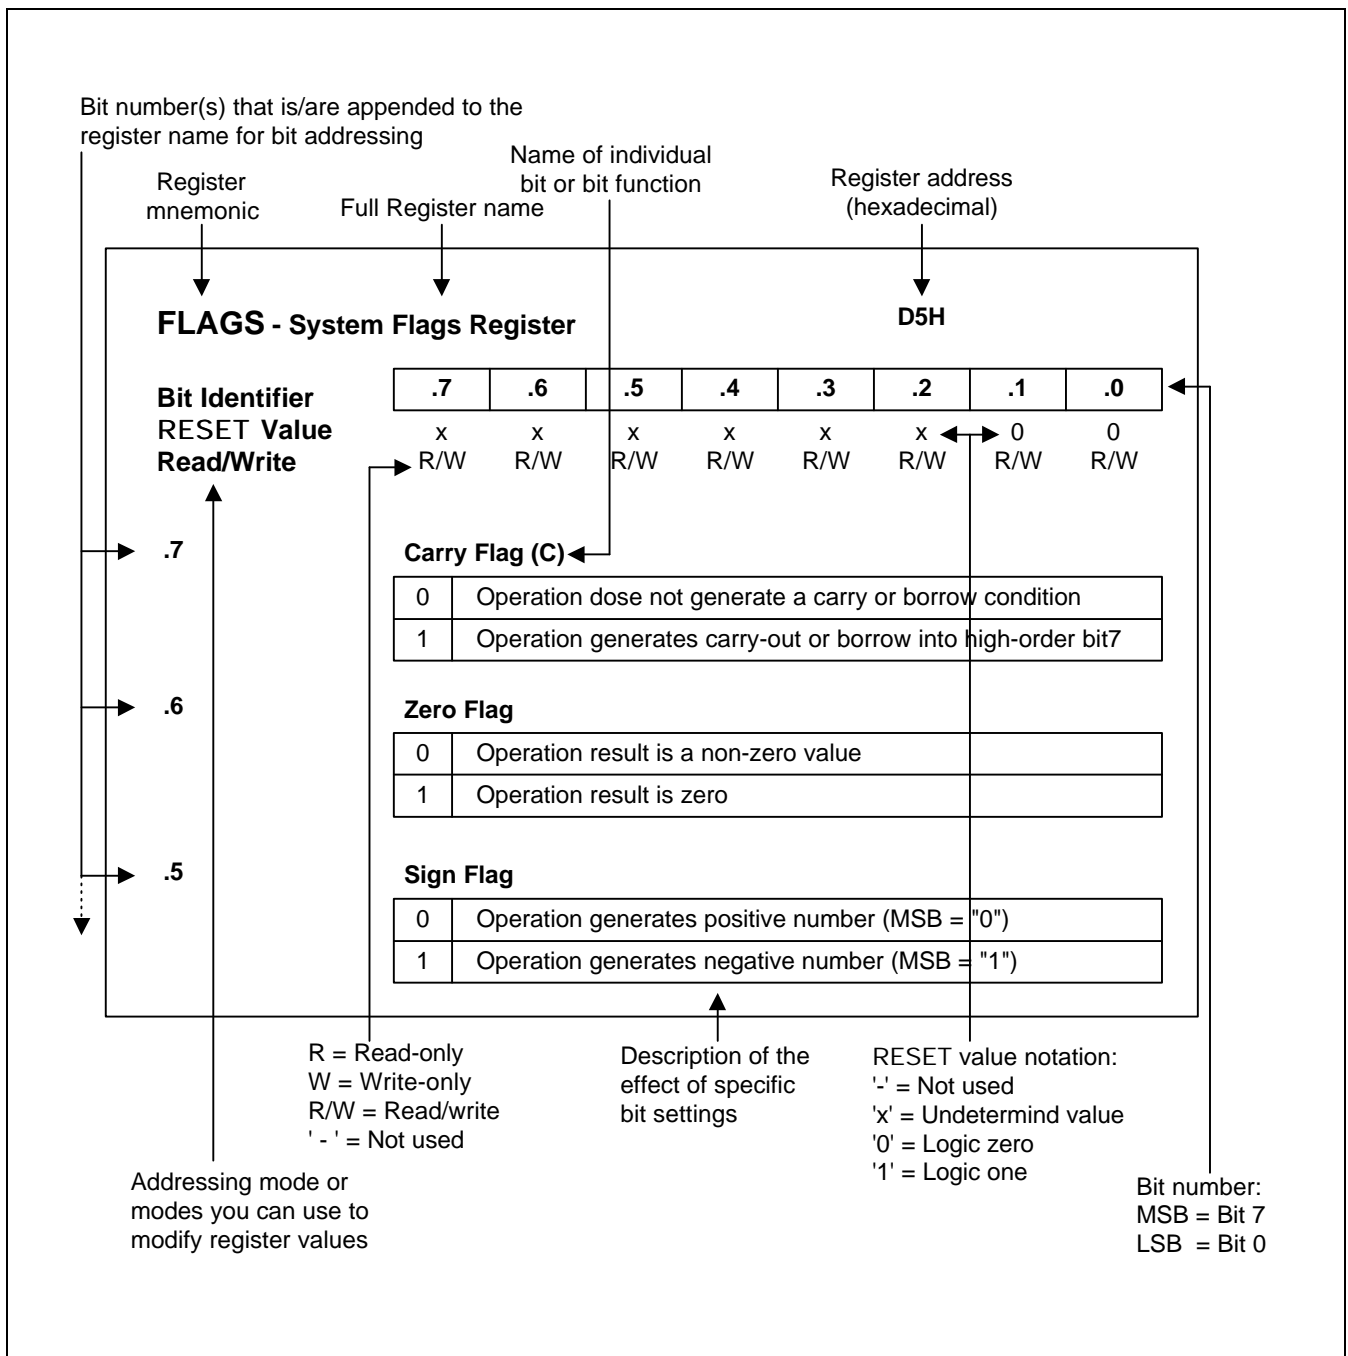 Bit number(s) that is/are appended to the
register name for bit addressing
Name of individual
bit or bit function
Register
mnemonic
Full Register name
Register address
(hexadecimal)
FLAGS - System Flags Register
D5H
Bit Identifier
.7 .6 .5 .4 .3 .2 .1 .0
RESET Value
x x x x x x 0 0
Read/Write
R/W R/W R/W R/W R/W R/W R/W R/W
.7
Carry Flag (C)
0 Operation dose not generate a carry or borrow condition
1 Operation generates carry-out or borrow into high-order bit7
.6
Zero Flag
0 Operation result is a non-zero value
1 Operation result is zero
.5
Sign Flag
0 Operation generates positive number (MSB = "0")
1 Operation generates negative number (MSB = "1")
R = Read-only
W = Write-only
R/W = Read/write
' - ' = Not used
Description of the
effect of specific
bit settings
RESET value notation:
'-' = Not used
'x' = Undetermind value
'0' = Logic zero
'1' = Logic one
Addressing mode or
modes you can use to
modify register values
Bit number:
MSB = Bit 7
LSB = Bit 0